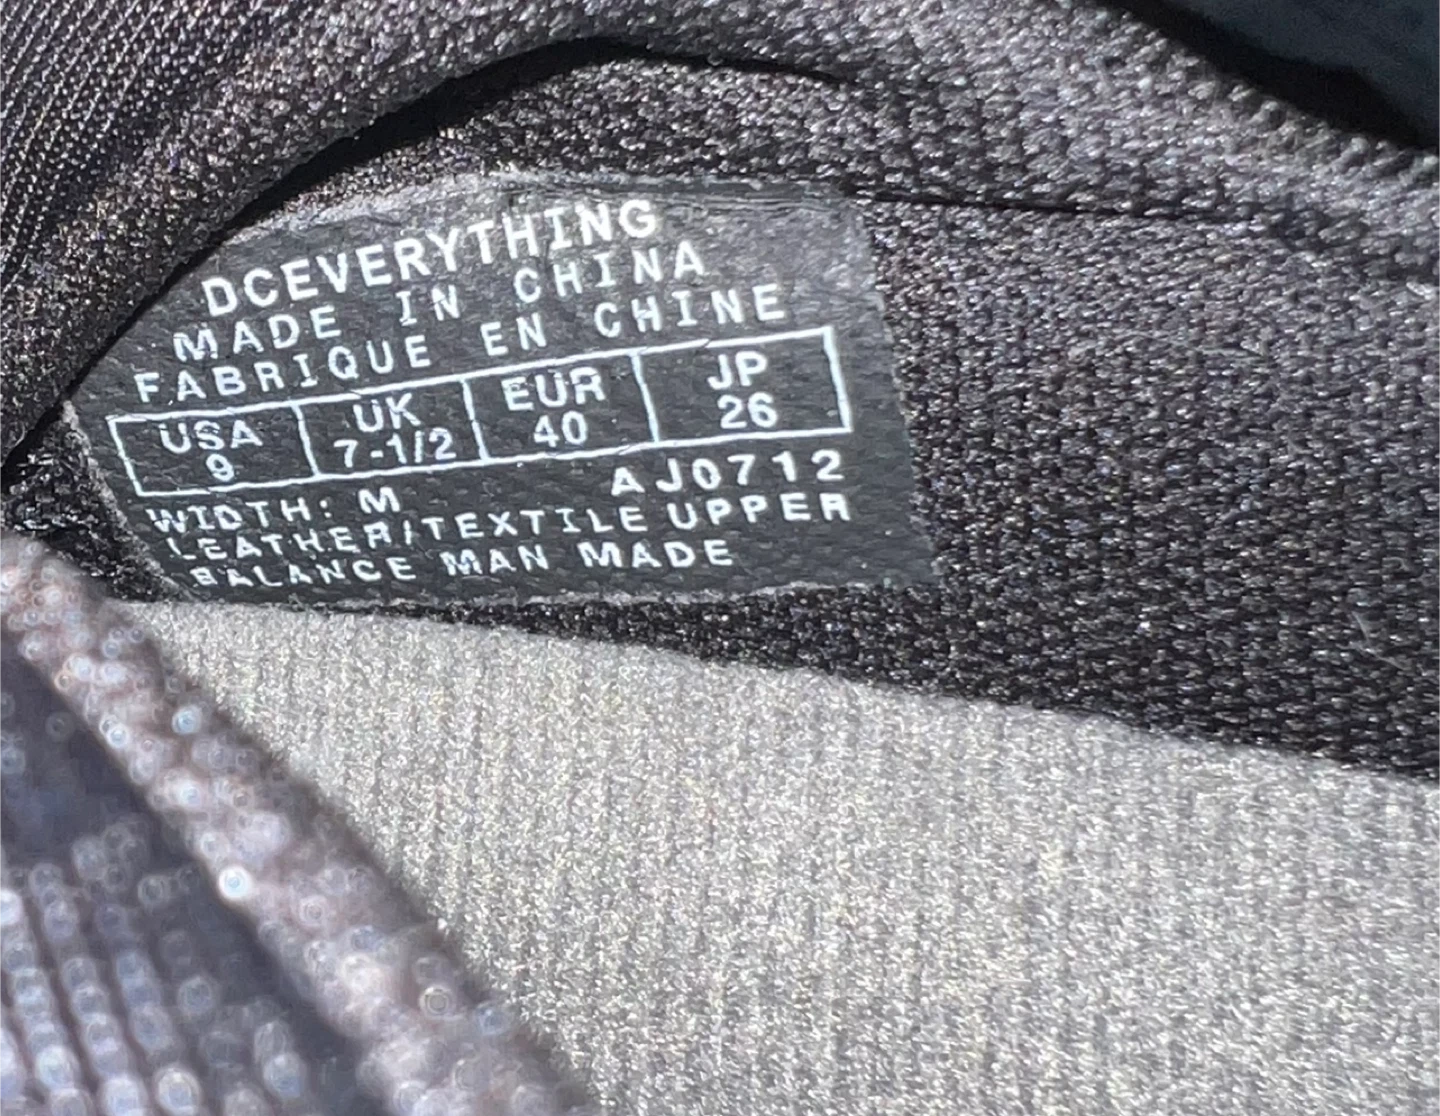 DCEVERYTHING
MADE IN CHINA
FABRIQUE EN CHINE
USA UK EUR JP
9 7-1/2 40 26
WIDTH: M AJ0712
LEATHER/TEXTILE UPPER
BALANCE MAN MADE